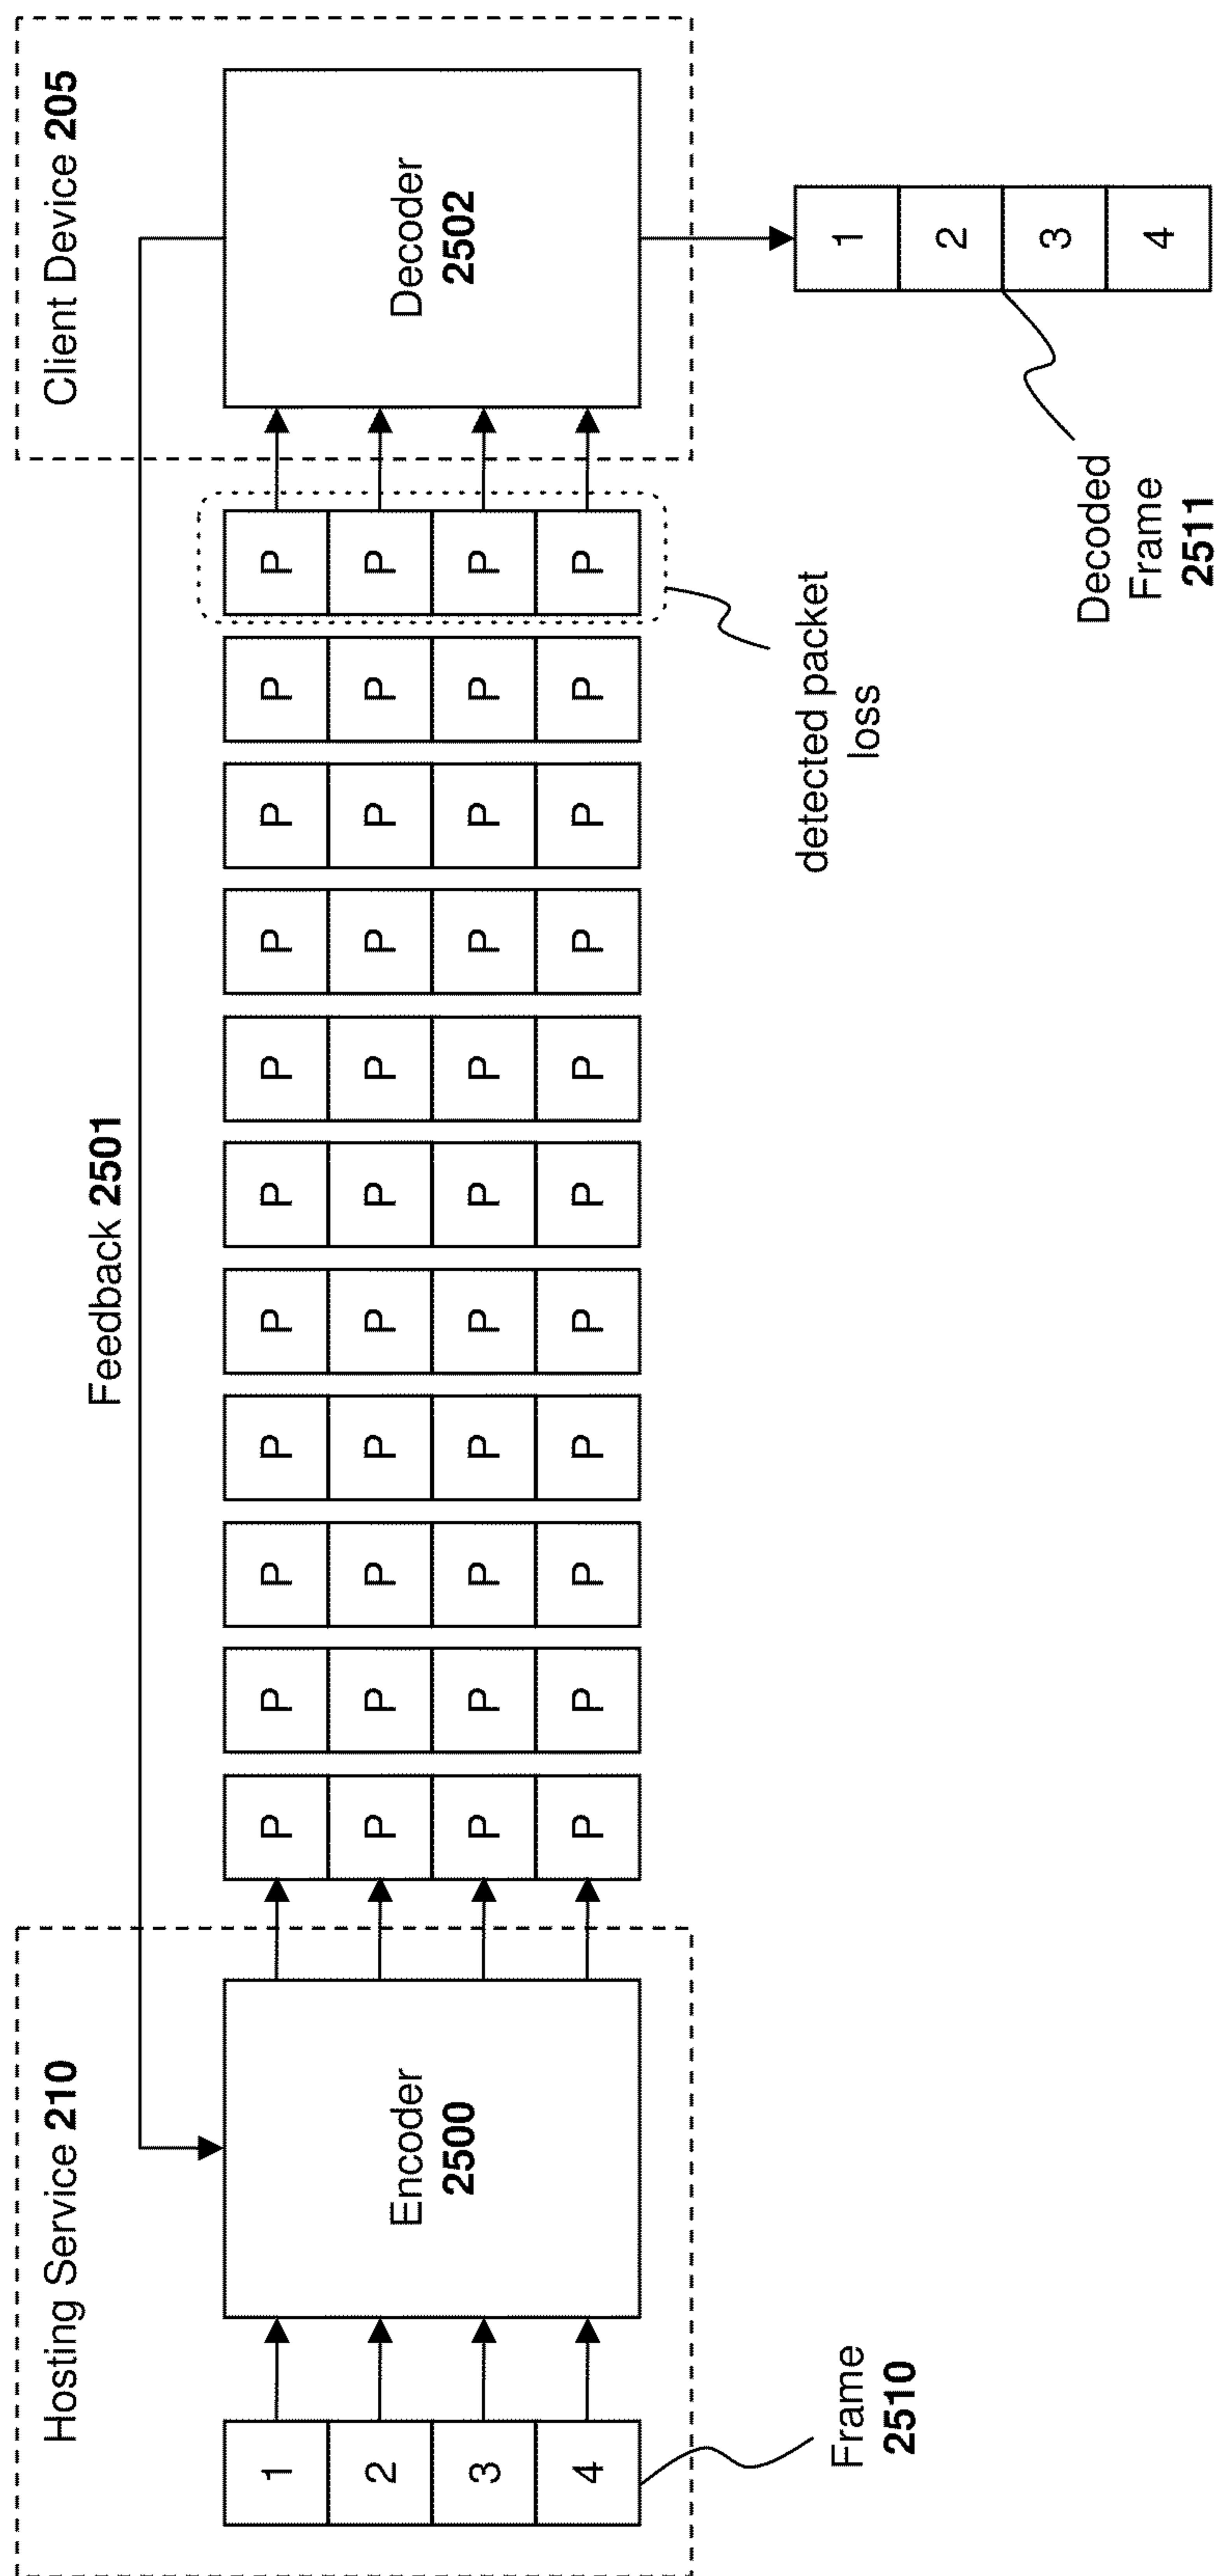 Hosting Service 210
Feedback 2501
Client Device 205
1 P P P P P P P P P P P
2 P P P P P P P P P P P
3 P P P P P P P P P P P
4 P P P P P P P P P P P
Encoder
2500
Decoder
2502
Frame
2510
detected packet
loss
1
2
3
4
Decoded
Frame
2511